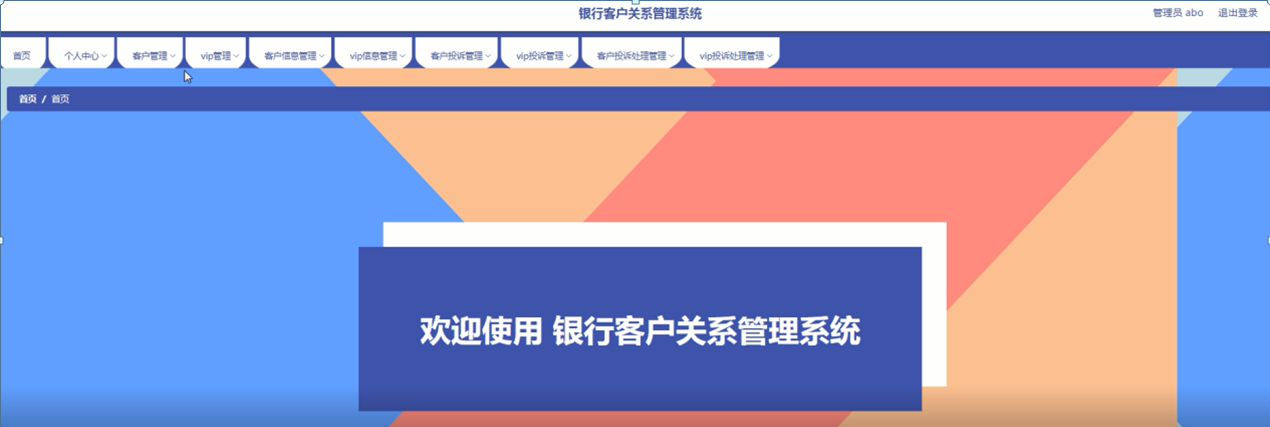 银行客户关系管理系统
管理员 abo 退出登录
首页 个人中心 客户管理 vip管理 客户信息管理 vip信息管理 客户投诉管理 vip投诉管理 客户投诉处理管理 vip投诉处理管理
首页 / 首页
欢迎使用 银行客户关系管理系统